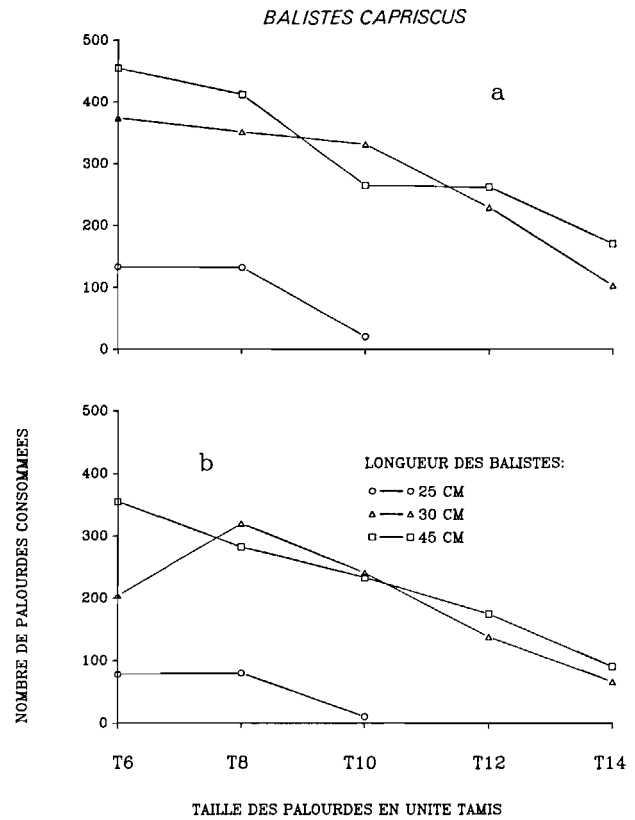 BALISTES CAPRISCUS
500
400
300
200
100
0
a
500
400
300
200
100
0
b
LONGUEUR DES BALISTES:
25 CM
30 CM
45 CM
T6 T8 T10 T12 T14
NOMBRE DE PALOURDES CONSOMMEES
TAILLE DES PALOURDES EN UNITE TAMIS